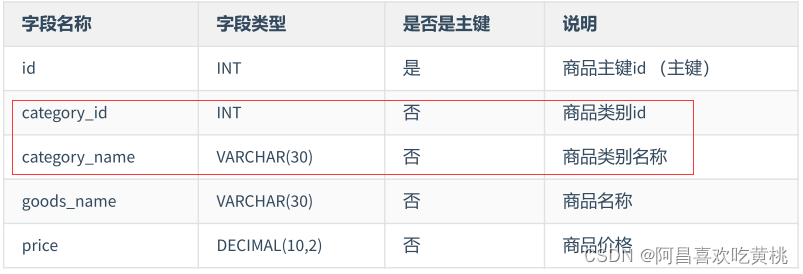 字段名称 字段类型 是否是主键 说明
id INT 是 商品主键id （主键）
category_id INT 否 商品类别id
category_name VARCHAR(30) 否 商品类别名称
goods_name VARCHAR(30) 否 商品名称
price DECIMAL(10,2) 否 商品价格
CSDN @阿昌喜欢吃黄桃